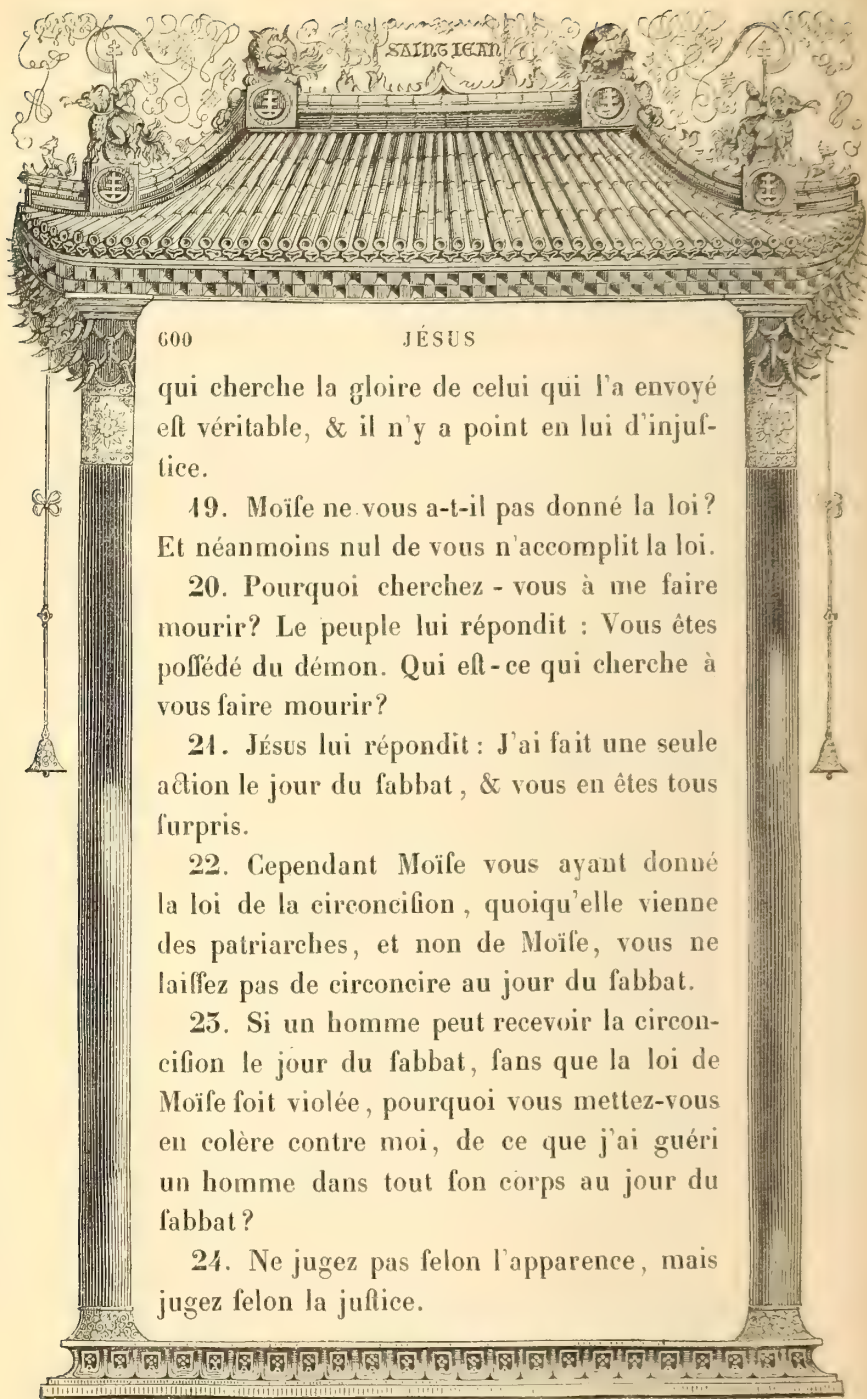 SAINT IEAN
600 JÉSUS
qui cherche la gloire de celui qui l'a envoyé
eſt véritable, & il n'y a point en lui d'injuſ-
tice.
19. Moïſe ne vous a-t-il pas donné la loi?
Et néanmoins nul de vous n'accomplit la loi.
20. Pourquoi cherchez-vous à me faire
mourir? Le peuple lui répondit : Vous êtes
poſſédé du démon. Qui eſt-ce qui cherche à
vous faire mourir?
21. Jésus lui répondit : J'ai fait une ſeule
action le jour du ſabbat, & vous en êtes tous
ſurpris.
22. Cependant Moïſe vous ayant donné
la loi de la circonciſion, quoiqu'elle vienne
des patriarches, et non de Moïſe, vous ne
laiſſez pas de circoncire au jour du ſabbat.
23. Si un homme peut recevoir la circon-
ciſion le jour du ſabbat, ſans que la loi de
Moïſe ſoit violée, pourquoi vous mettez-vous
en colère contre moi, de ce que j'ai guéri
un homme dans tout ſon corps au jour du
ſabbat?
24. Ne jugez pas ſelon l'apparence, mais
jugez ſelon la juſtice.